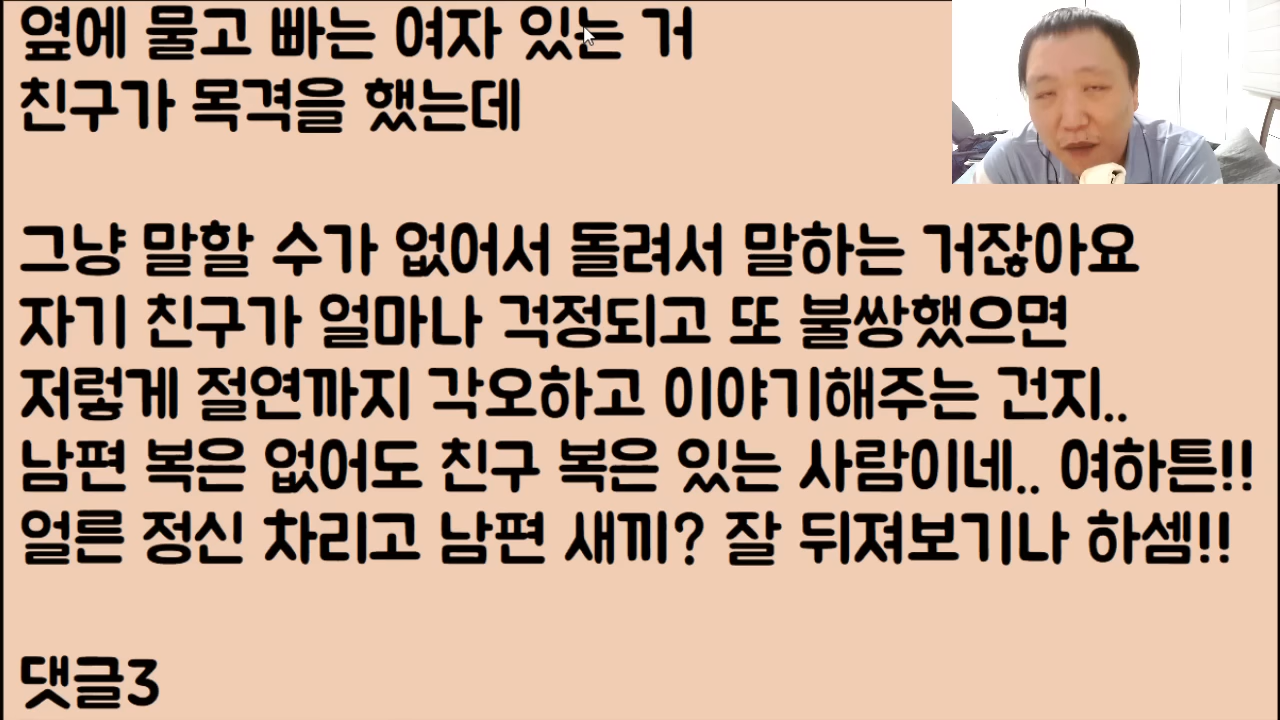 옆에 물고 빠는 여자 있는 거
친구가 목격을 했는데
그냥 말할 수가 없어서 돌려서 말하는 거잖아요
자기 친구가 얼마나 걱정되고 또 불쌍했으면
저렇게 절연까지 각오하고 이야기해주는 건지..
남편 복은 없어도 친구 복은 있는 사람이네.. 여하튼!!
얼른 정신 차리고 남편 새끼? 잘 뒤져보기나 하셈!!
댓글3